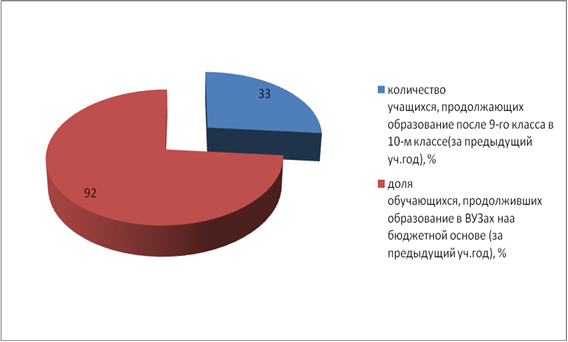 33
92
количество
учащихся, продолжающих
образование после 9-го класса в
10-м классе(за предыдущий
уч.год), %
доля
обучающихся, продолживших
образование в ВУЗах наа
бюджетной основе (за
предыдущий уч.год), %